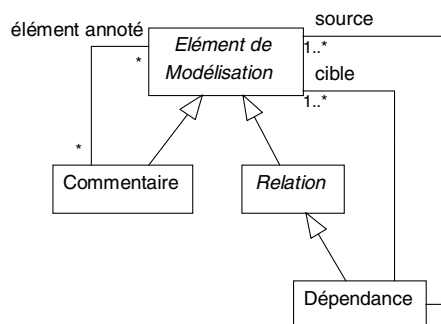 élément annoté
Elément de
Modélisation
source
1..*
cible
1..*
*
*
Commentaire
Relation
Dépendance